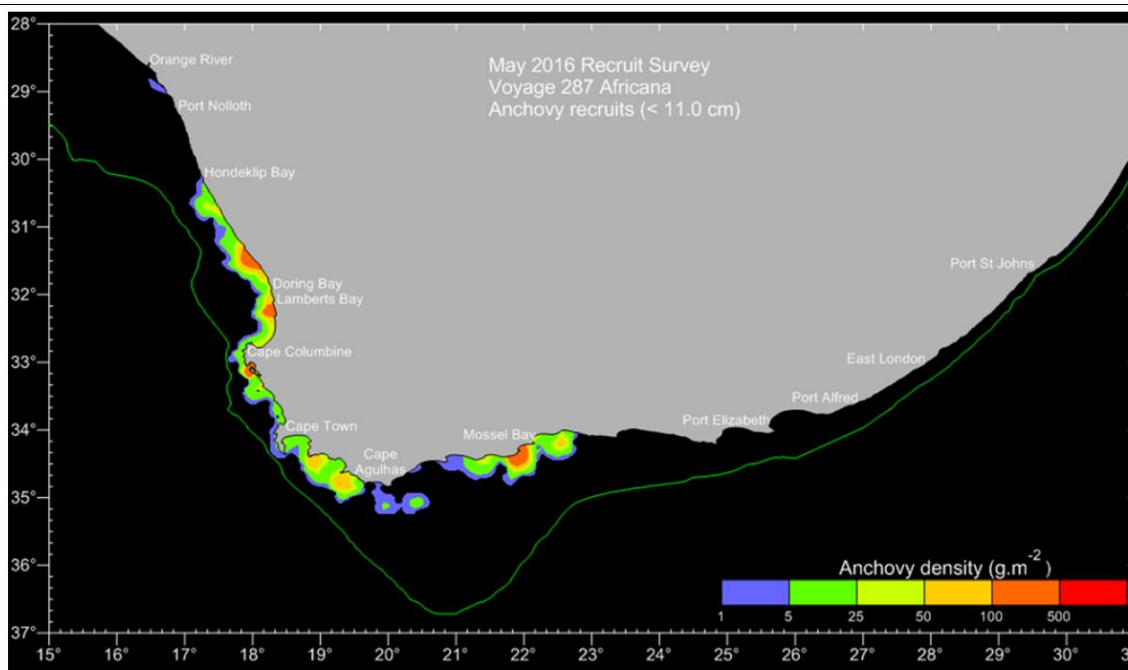 28°
Orange River
May 2016 Recruit Survey
Voyage 287 Africana
Anchovy recruits (< 11.0 cm)
29°
Port Nolloth
30°
Hondeklip Bay
31°
Port St Johns
Doring Bay
32°
Lamberts Bay
33°
Cape Columbine
East London
Port Alfred
34°
Cape Town
Mossel Bay
Port Elizabeth
Cape
Agulhas
35°
36°
Anchovy density (g.m-2)
1 5 25 50 100 500
37°
15° 16° 17° 18° 19° 20° 21° 22° 23° 24° 25° 26° 27° 28° 29° 30°